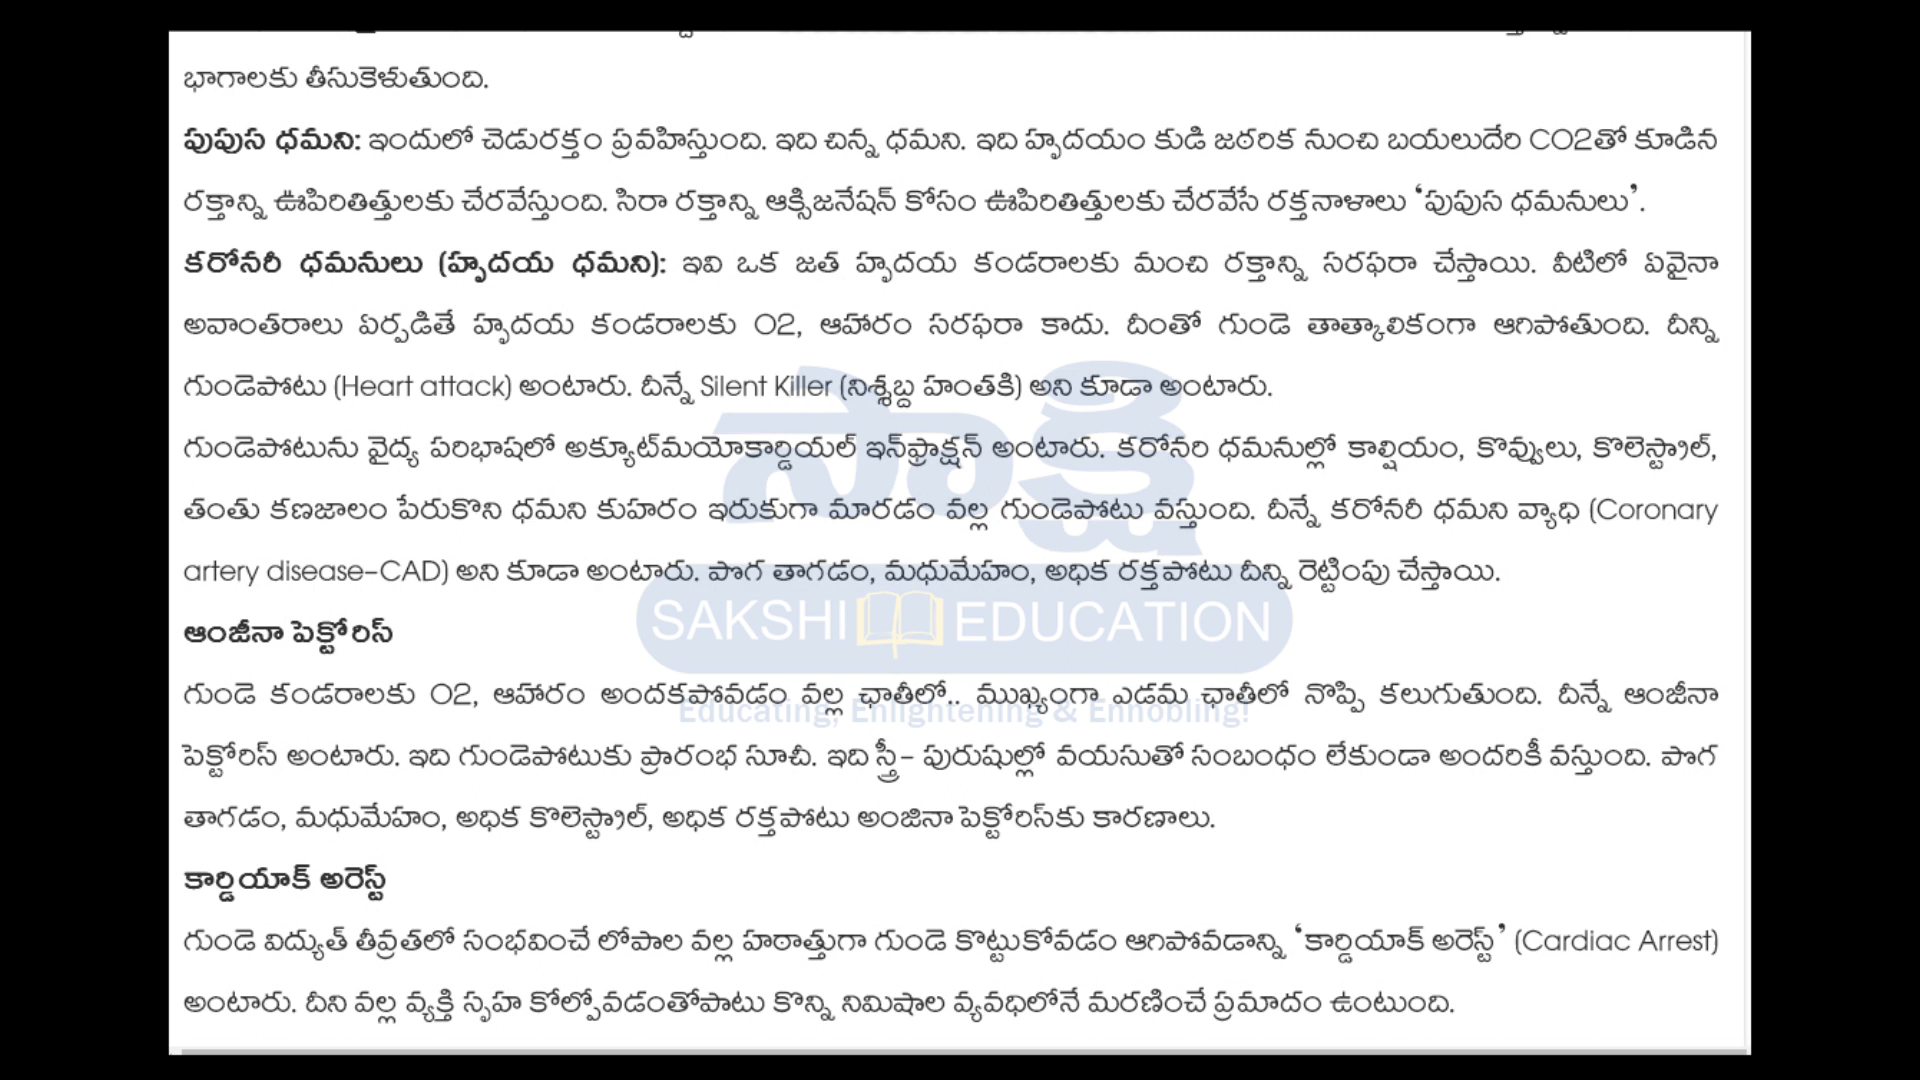 భాగాలకు తీసుకెళుతుంది.
పుపుస ధమని: ఇందులో చెడురక్తం ప్రవహిస్తుంది. ఇది చిన్న ధమని. ఇది హృదయం కుడి జఠరిక నుంచి బయలుదేరి CO2తో కూడిన
రక్తాన్ని ఊపిరితిత్తులకు చేరవేస్తుంది. సిరా రక్తాన్ని ఆక్సిజనేషన్ కోసం ఊపిరితిత్తులకు చేరవేసే రక్తనాళాలు ‘పుపుస ధమనులు’.
కరోనరీ ధమనులు (హృదయ ధమని): ఇవి ఒక జత హృదయ కండరాలకు మంచి రక్తాన్ని సరఫరా చేస్తాయి. వీటిలో ఏవైనా
అవాంతరాలు ఏర్పడితే హృదయ కండరాలకు O2, ఆహారం సరఫరా కాదు. దీంతో గుండె తాత్కాలికంగా ఆగిపోతుంది. దీన్ని
గుండెపోటు (Heart attack) అంటారు. దీన్నే Silent Killer (నిశ్శబ్ద హంతకి) అని కూడా అంటారు.
గుండెపోటును వైద్య పరిభాషలో అక్యూట్‌మయోకార్డియల్ ఇన్‌ఫ్రాక్షన్ అంటారు. కరోనరి ధమనుల్లో కాల్షియం, కొవ్వులు, కొలెస్ట్రాల్,
తంతు కణజాలం పేరుకొని ధమని కుహరం ఇరుకుగా మారడం వల్ల గుండెపోటు వస్తుంది. దీన్నే కరోనరీ ధమని వ్యాధి (Coronary
artery disease–CAD) అని కూడా అంటారు. పొగ తాగడం, మధుమేహం, అధిక రక్తపోటు దీన్ని రెట్టింపు చేస్తాయి.
సాక్షి
SAKSHI EDUCATION
ఆంజీనా పెక్టోరిస్
గుండె కండరాలకు O2, ఆహారం అందకపోవడం వల్ల ఛాతీలో.. ముఖ్యంగా ఎడమ ఛాతీలో నొప్పి కలుగుతుంది. దీన్నే ఆంజీనా
Educating, Enlightening & Ennobling!
పెక్టోరిస్ అంటారు. ఇది గుండెపోటుకు ప్రారంభ సూచీ. ఇది స్త్రీ– పురుషుల్లో వయసుతో సంబంధం లేకుండా అందరికీ వస్తుంది. పొగ
తాగడం, మధుమేహం, అధిక కొలెస్ట్రాల్, అధిక రక్తపోటు అంజినా పెక్టోరిస్‌కు కారణాలు.
కార్డియాక్ అరెస్ట్
గుండె విద్యుత్ తీవ్రతలో సంభవించే లోపాల వల్ల హఠాత్తుగా గుండె కొట్టుకోవడం ఆగిపోవడాన్ని ‘కార్డియాక్ అరెస్ట్’ (Cardiac Arrest)
అంటారు. దీని వల్ల వ్యక్తి స్పృహ కోల్పోవడంతోపాటు కొన్ని నిమిషాల వ్యవధిలోనే మరణించే ప్రమాదం ఉంటుంది.